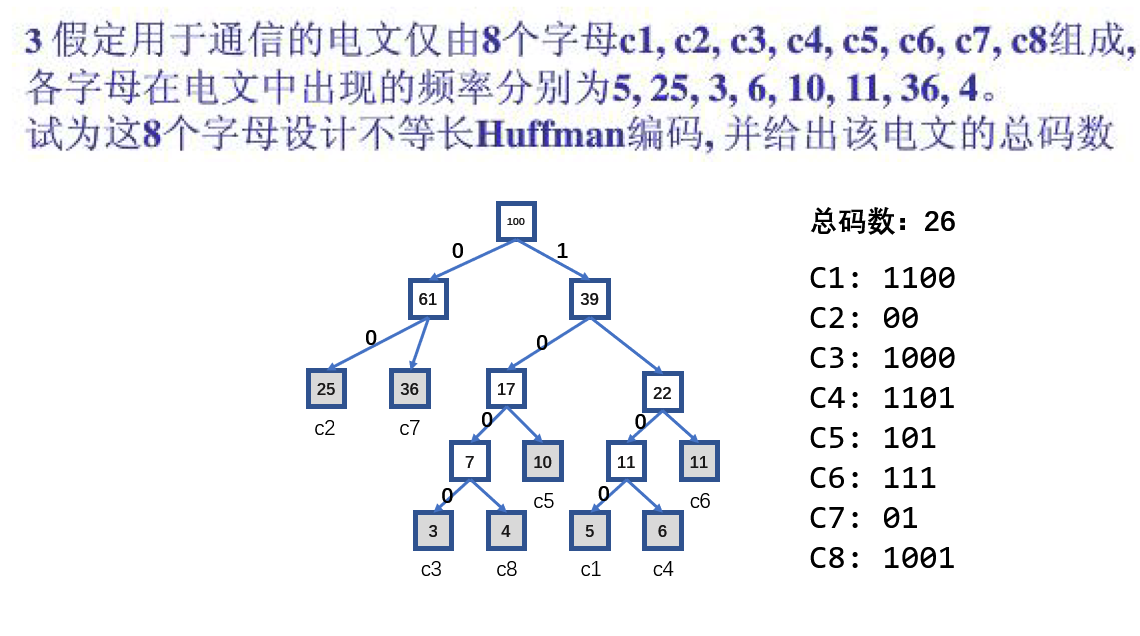 3 假定用于通信的电文仅由8个字母c1, c2, c3, c4, c5, c6, c7, c8组成,
各字母在电文中出现的频率分别为5, 25, 3, 6, 10, 11, 36, 4。
试为这8个字母设计不等长Huffman编码, 并给出该电文的总码数
100
0 1
61 39
0 0
25 36 17 22
c2 c7
0 0
7 10 11 11
c5 c6
0 0
3 4 5 6
c3 c8 c1 c4
总码数：26
C1: 1100
C2: 00
C3: 1000
C4: 1101
C5: 101
C6: 111
C7: 01
C8: 1001